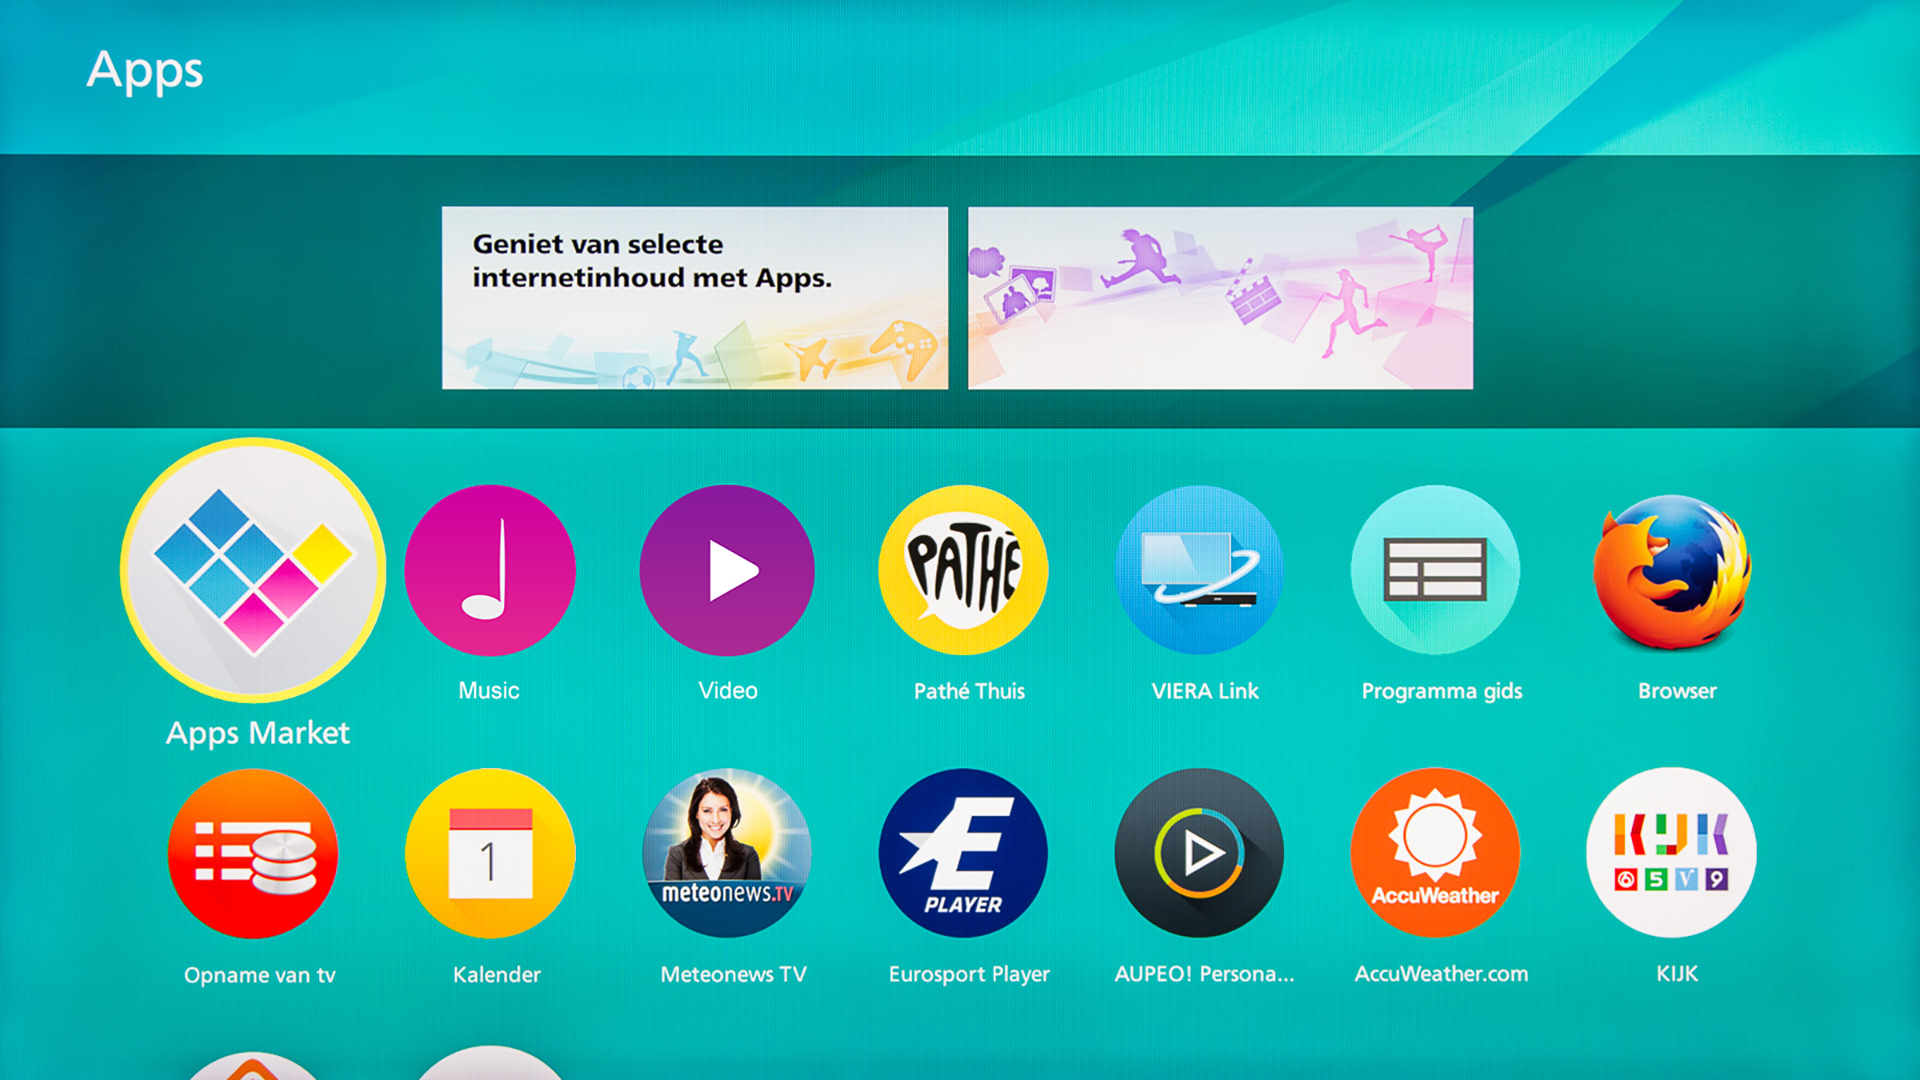 Apps
Geniet van selecte
internetinhoud met Apps.
PATHÉ
Apps Market
Music
Video
Pathé Thuis
VIERA Link
Programma gids
Browser
1
meteonews.TV
E
PLAYER
AccuWeather
KIJK
6 5 V 9
Opname van tv
Kalender
Meteonews TV
Eurosport Player
AUPEO! Persona...
AccuWeather.com
KIJK